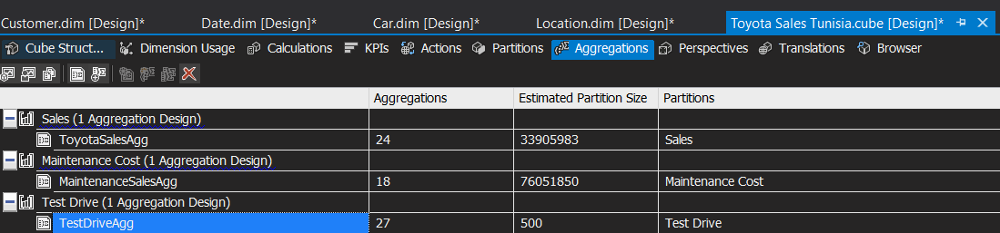 Customer.dim [Design]* Date.dim [Design]* Car.dim [Design]* Location.dim [Design]* Toyota Sales Tunisia.cube [Design]*
Cube Struct... Dimension Usage Calculations KPIs Actions Partitions Aggregations Perspectives Translations Browser
Aggregations Estimated Partition Size Partitions
Sales (1 Aggregation Design)
ToyotaSalesAgg 24 33905983 Sales
Maintenance Cost (1 Aggregation Design)
MaintenanceSalesAgg 18 76051850 Maintenance Cost
Test Drive (1 Aggregation Design)
TestDriveAgg 27 500 Test Drive